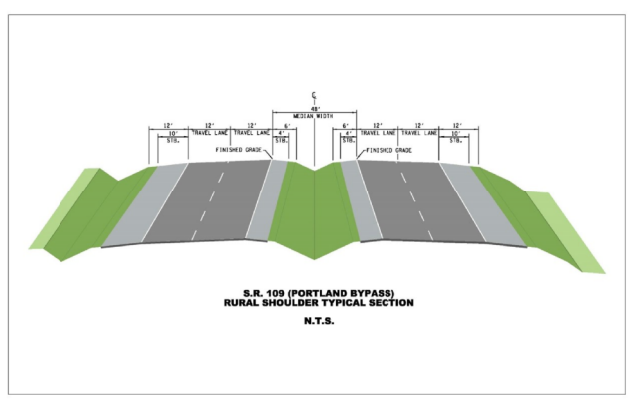 ℄
48'
MEDIAN WIDTH
12' 12' 12' 6' 6' 12' 12' 12'
10' TRAVEL LANE TRAVEL LANE 4' 4' TRAVEL LANE TRAVEL LANE 10'
STB. STB. STB. STB.
FINISHED GRADE FINISHED GRADE
S.R. 109 (PORTLAND BYPASS)
RURAL SHOULDER TYPICAL SECTION
N.T.S.